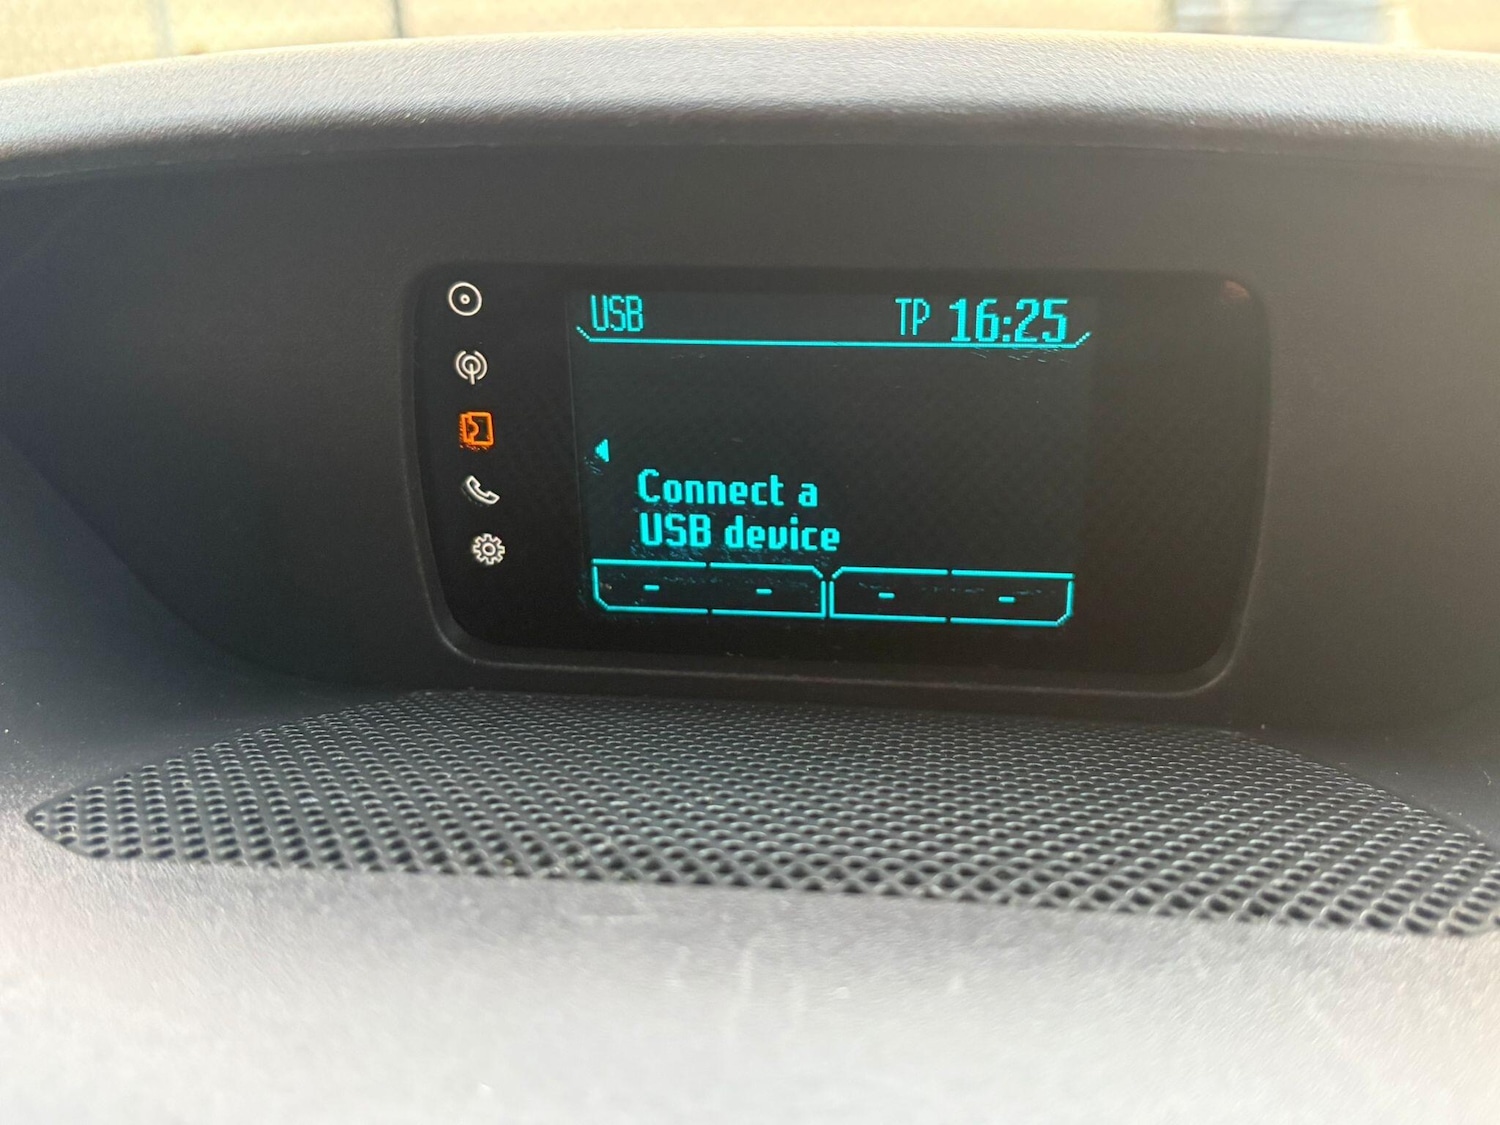 USB TP 16:25
Connect a
USB device
- - - -